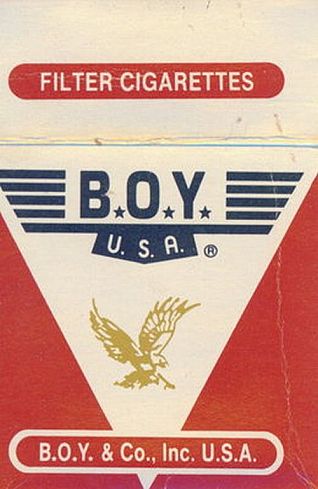 FILTER CIGARETTES
B.O.Y.
U.S.A. ®
B.O.Y. & Co., Inc. U.S.A.